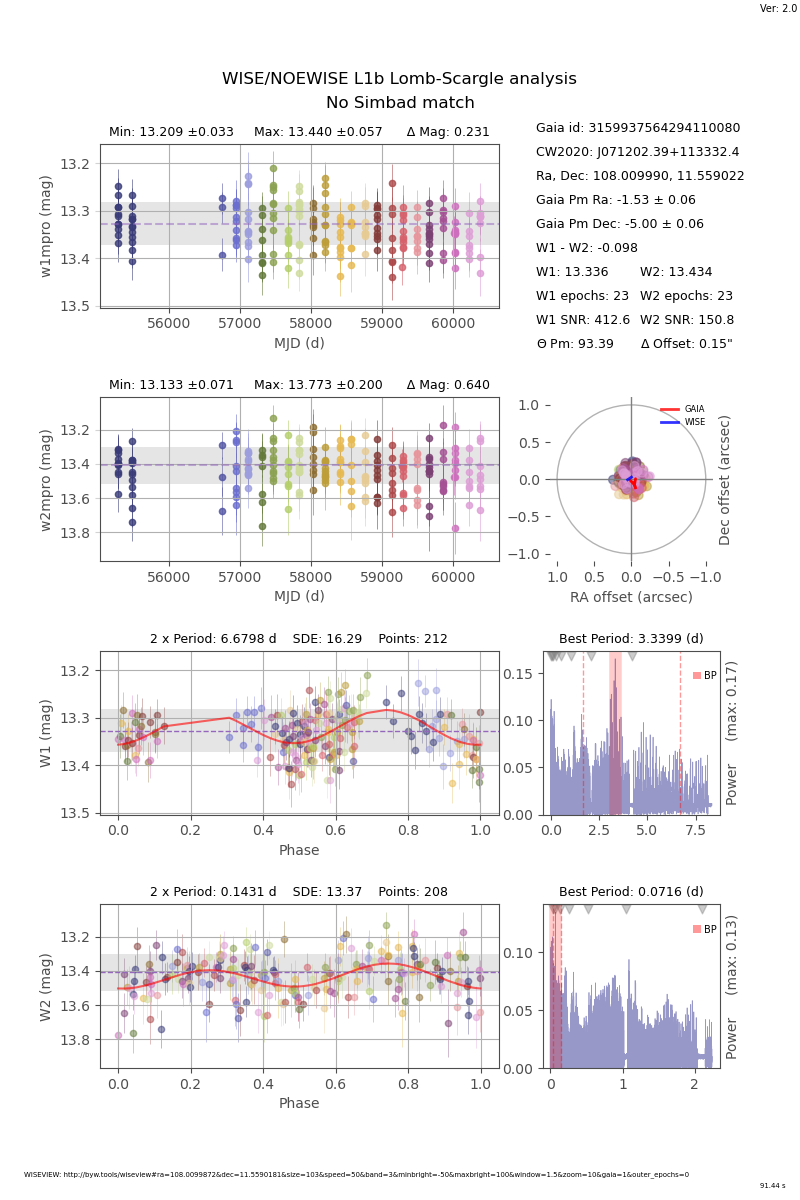 Ver: 2.0
WISE/NOEWISE L1b Lomb-Scargle analysis
No Simbad match
Min: 13.209 ±0.033 Max: 13.440 ±0.057 Δ Mag: 0.231
13.2
13.3
13.4
13.5
w1mpro (mag)
56000 57000 58000 59000 60000
MJD (d)
Gaia id: 3159937564294110080
CW2020: J071202.39+113332.4
Ra, Dec: 108.009990, 11.559022
Gaia Pm Ra: -1.53 ± 0.06
Gaia Pm Dec: -5.00 ± 0.06
W1 - W2: -0.098
W1: 13.336 W2: 13.434
W1 epochs: 23 W2 epochs: 23
W1 SNR: 412.6 W2 SNR: 150.8
Θ Pm: 93.39 Δ Offset: 0.15"
Min: 13.133 ±0.071 Max: 13.773 ±0.200 Δ Mag: 0.640
13.2
13.4
13.6
13.8
w2mpro (mag)
56000 57000 58000 59000 60000
MJD (d)
GAIA
WISE
1.0
0.5
0.0
−0.5
−1.0
Dec offset (arcsec)
1.0 0.5 0.0 −0.5 −1.0
RA offset (arcsec)
2 x Period: 6.6798 d SDE: 16.29 Points: 212
13.2
13.3
13.4
13.5
W1 (mag)
0.0 0.2 0.4 0.6 0.8 1.0
Phase
Best Period: 3.3399 (d)
BP
0.15
0.10
0.05
0.00
Power (max: 0.17)
0.0 2.5 5.0 7.5
2 x Period: 0.1431 d SDE: 13.37 Points: 208
13.2
13.4
13.6
13.8
W2 (mag)
0.0 0.2 0.4 0.6 0.8 1.0
Phase
Best Period: 0.0716 (d)
BP
0.10
0.05
0.00
Power (max: 0.13)
0 1 2
WISEVIEW: http://byw.tools/wiseview#ra=108.0099872&dec=11.5590181&size=103&speed=50&band=3&minbright=-50&maxbright=100&window=1.5&zoom=10&gaia=1&outer_epochs=0
91.44 s